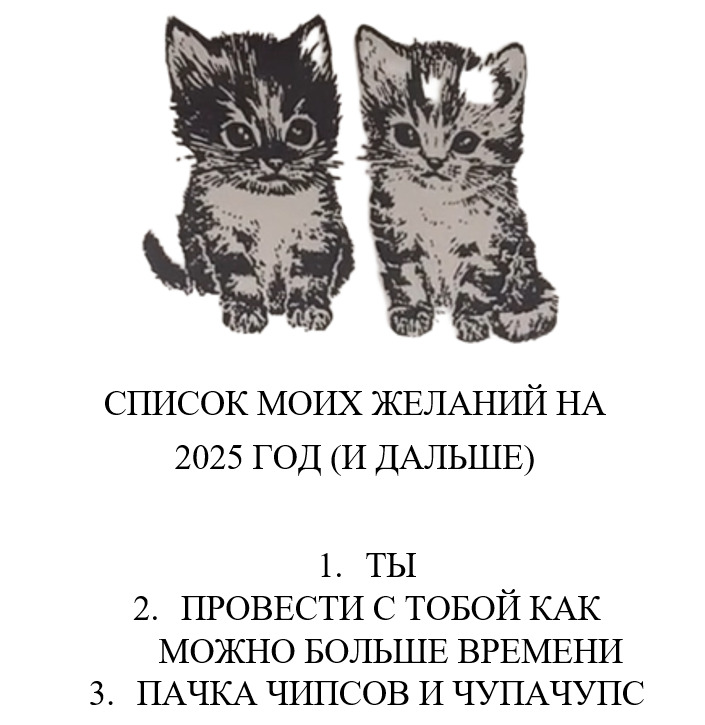 СПИСОК МОИХ ЖЕЛАНИЙ НА
2025 ГОД (И ДАЛЬШЕ)
1. ТЫ
2. ПРОВЕСТИ С ТОБОЙ КАК
МОЖНО БОЛЬШЕ ВРЕМЕНИ
3. ПАЧКА ЧИПСОВ И ЧУПАЧУПС